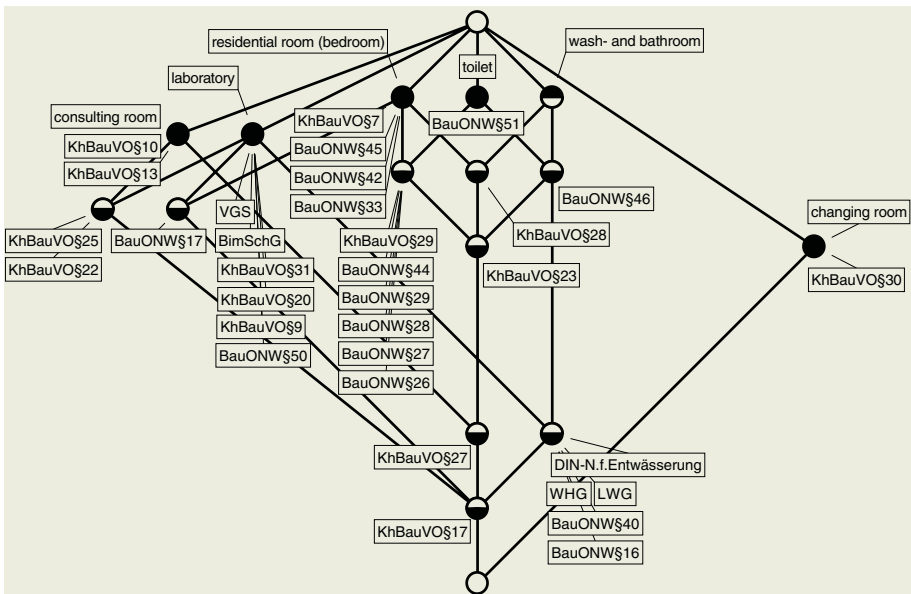 residential room (bedroom)
wash- and bathroom
toilet
laboratory
consulting room
KhBauVO§10
KhBauVO§13
KhBauVO§7
BauONW§45
BauONW§42
BauONW§33
BauONW§51
BauONW§46
changing room
KhBauVO§30
KhBauVO§25
KhBauVO§22
BauONW§17
VGS
BimSchG
KhBauVO§31
KhBauVO§20
KhBauVO§9
BauONW§50
KhBauVO§29
BauONW§44
BauONW§29
BauONW§28
BauONW§27
BauONW§26
KhBauVO§28
KhBauVO§23
KhBauVO§27
DIN-N.f.Entwässerung
WHG
LWG
BauONW§40
BauONW§16
KhBauVO§17